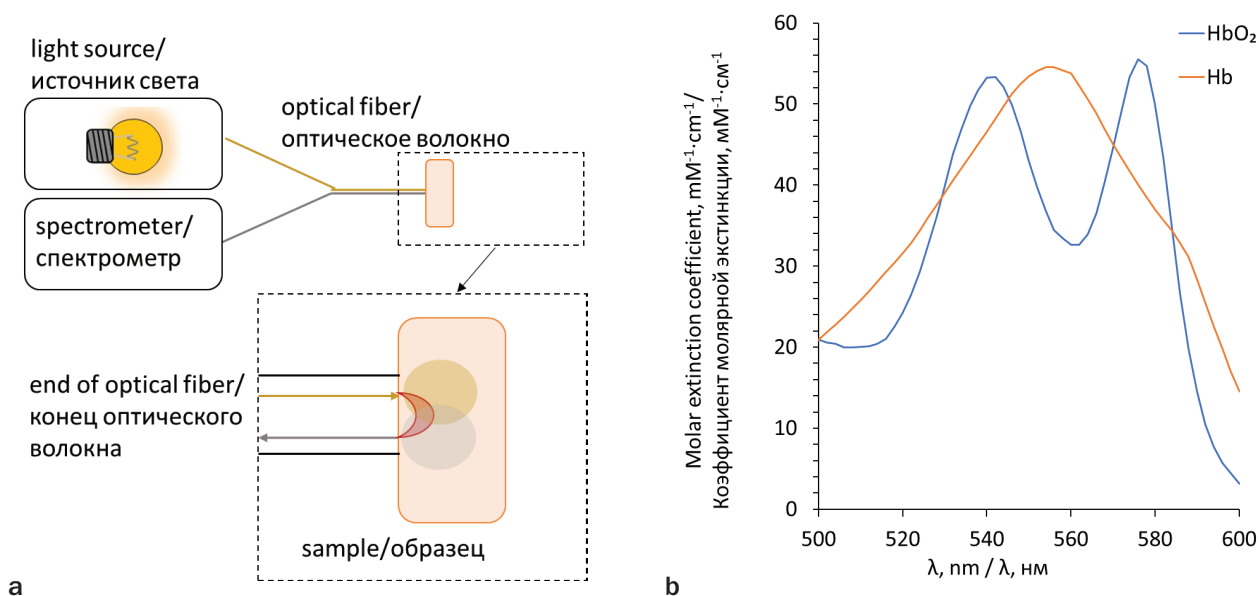 light source/
источник света
optical fiber/
оптическое волокно
spectrometer/
спектрометр
end of optical fiber/
конец оптического
волокна
sample/образец
a
Molar extinction coefficient, mM⁻¹·cm⁻¹/
Коэффициент молярной экстинкции, мМ⁻¹·см⁻¹
60
50
40
30
20
10
0
500
520
540
560
580
600
λ, nm / λ, нм
HbO₂
Hb
b